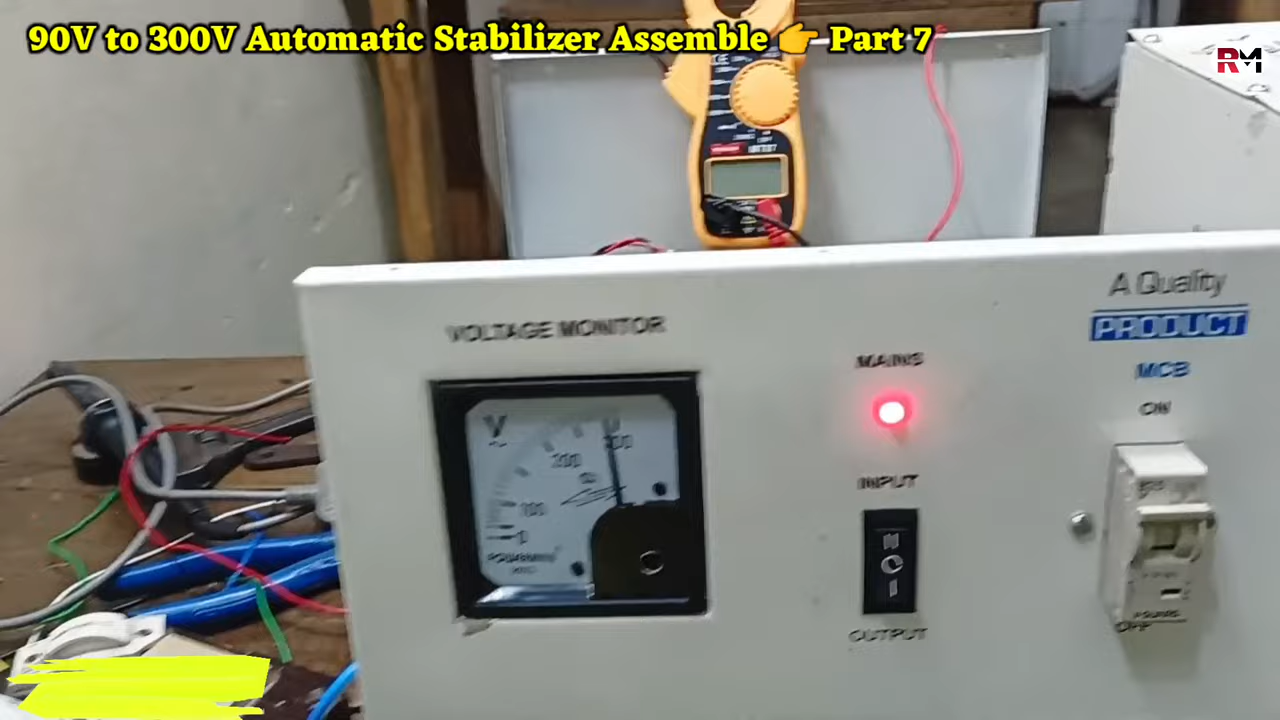 90V to 300V Automatic Stabilizer Assemble 👉 Part 7
RM
A Quality
PRODUCT
VOLTAGE MONITOR
MAINS
MCB
ON
V
300
200
100
0
INPUT
OUTPUT
OFF